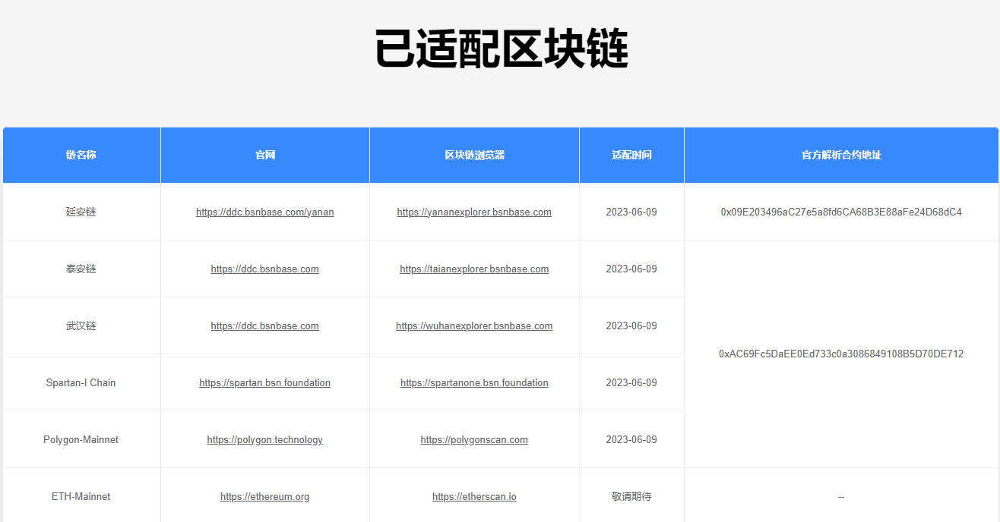 已适配区块链
链名称 官网 区块链浏览器 适配时间 官方解析合约地址
延安链 https://ddc.bsnbase.com/yanan https://yananexplorer.bsnbase.com 2023-06-09 0x09E203496aC27e5a8fd6CA68B3E88aFe24D68dC4
泰安链 https://ddc.bsnbase.com https://taianexplorer.bsnbase.com 2023-06-09
武汉链 https://ddc.bsnbase.com https://wuhanexplorer.bsnbase.com 2023-06-09
0xAC69Fc5DaEE0Ed733c0a3086849108B5D70DE712
Spartan-I Chain https://spartan.bsn.foundation https://spartanone.bsn.foundation 2023-06-09
Polygon-Mainnet https://polygon.technology https://polygonscan.com 2023-06-09
ETH-Mainnet https://ethereum.org https://etherscan.io 敬请期待 --